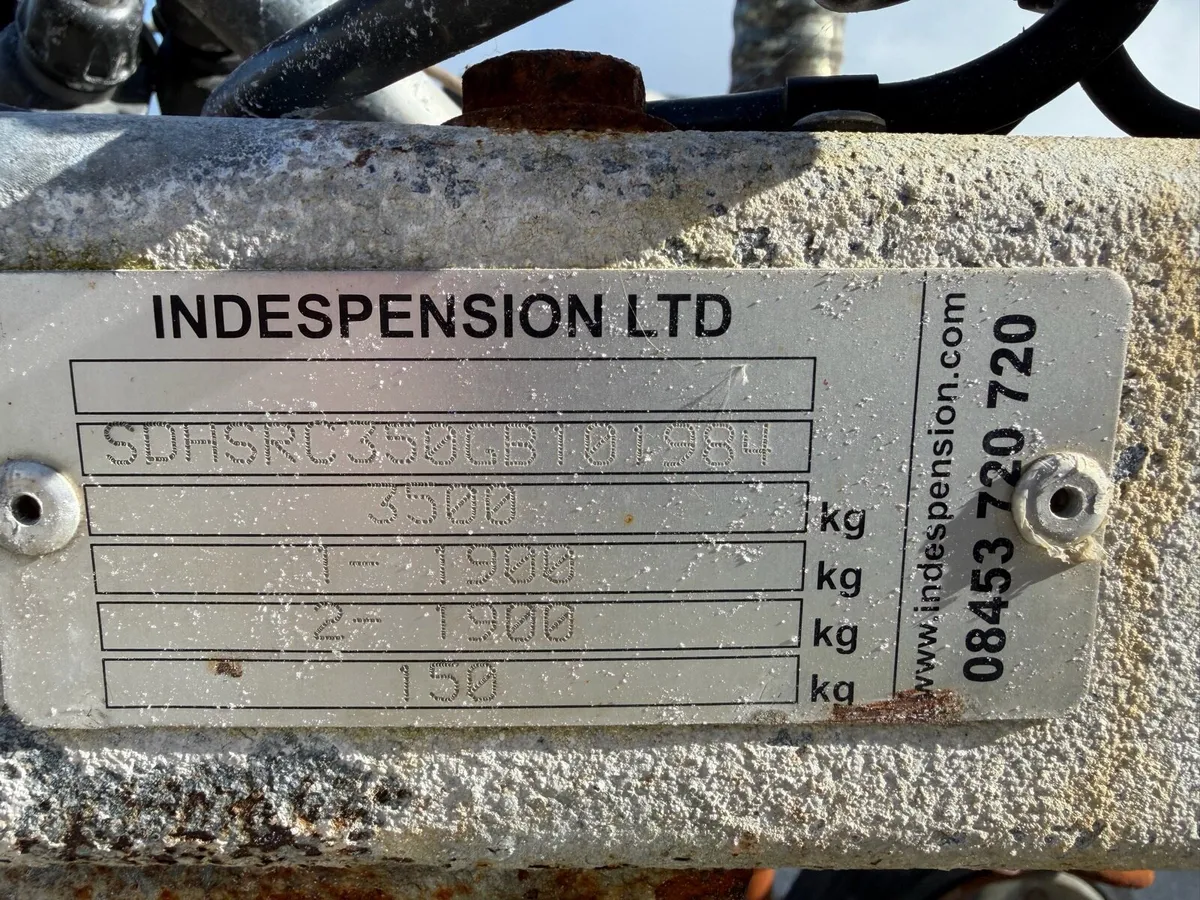 INDESPENSION LTD
SDHSRC350GB101984
3500 kg
1- 1900 kg
2- 1900 kg
150 kg
www.indespension.com
08453 720 720